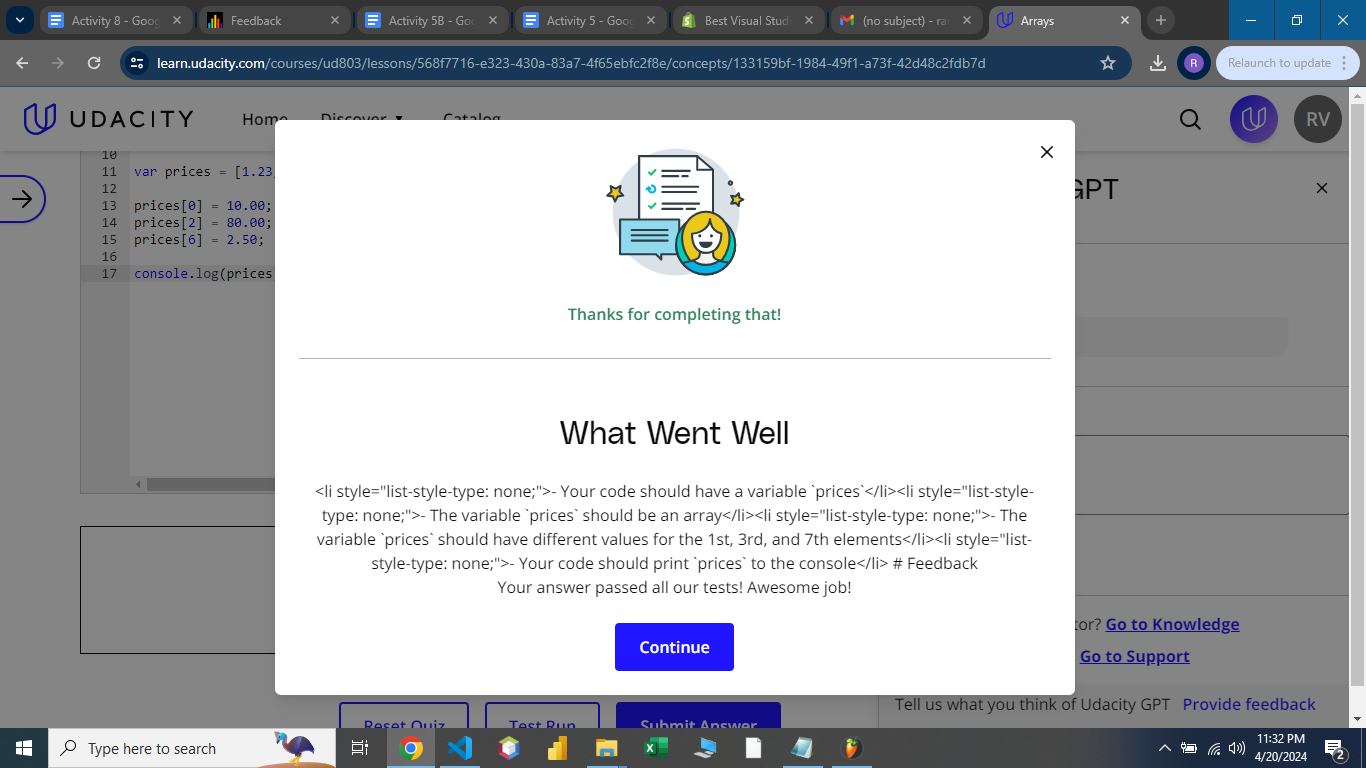 Activity 8 - Goog
Feedback
Activity 5B - Goo
Activity 5 - Goog
Best Visual Studi
(no subject) - rar
Arrays
learn.udacity.com/courses/ud803/lessons/568f7716-e323-430a-83a7-4f65ebfc2f8e/concepts/133159bf-1984-49f1-a73f-42d48c2fdb7d
R
Relaunch to update
UDACITY
Home
Discover
Catalog
RV
10
11 var prices = [1.23,
12
13 prices[0] = 10.00;
14 prices[2] = 80.00;
15 prices[6] = 2.50;
16
17 console.log(prices
GPT
Thanks for completing that!
What Went Well
<li style="list-style-type: none;">- Your code should have a variable `prices`</li><li style="list-style-
type: none;">- The variable `prices` should be an array</li><li style="list-style-type: none;">- The
variable `prices` should have different values for the 1st, 3rd, and 7th elements</li><li style="list-
style-type: none;">- Your code should print `prices` to the console</li> # Feedback
Your answer passed all our tests! Awesome job!
Continue
tor? Go to Knowledge
Go to Support
Tell us what you think of Udacity GPT Provide feedback
Reset Quiz
Test Run
Submit Answer
Type here to search
11:32 PM
4/20/2024
2